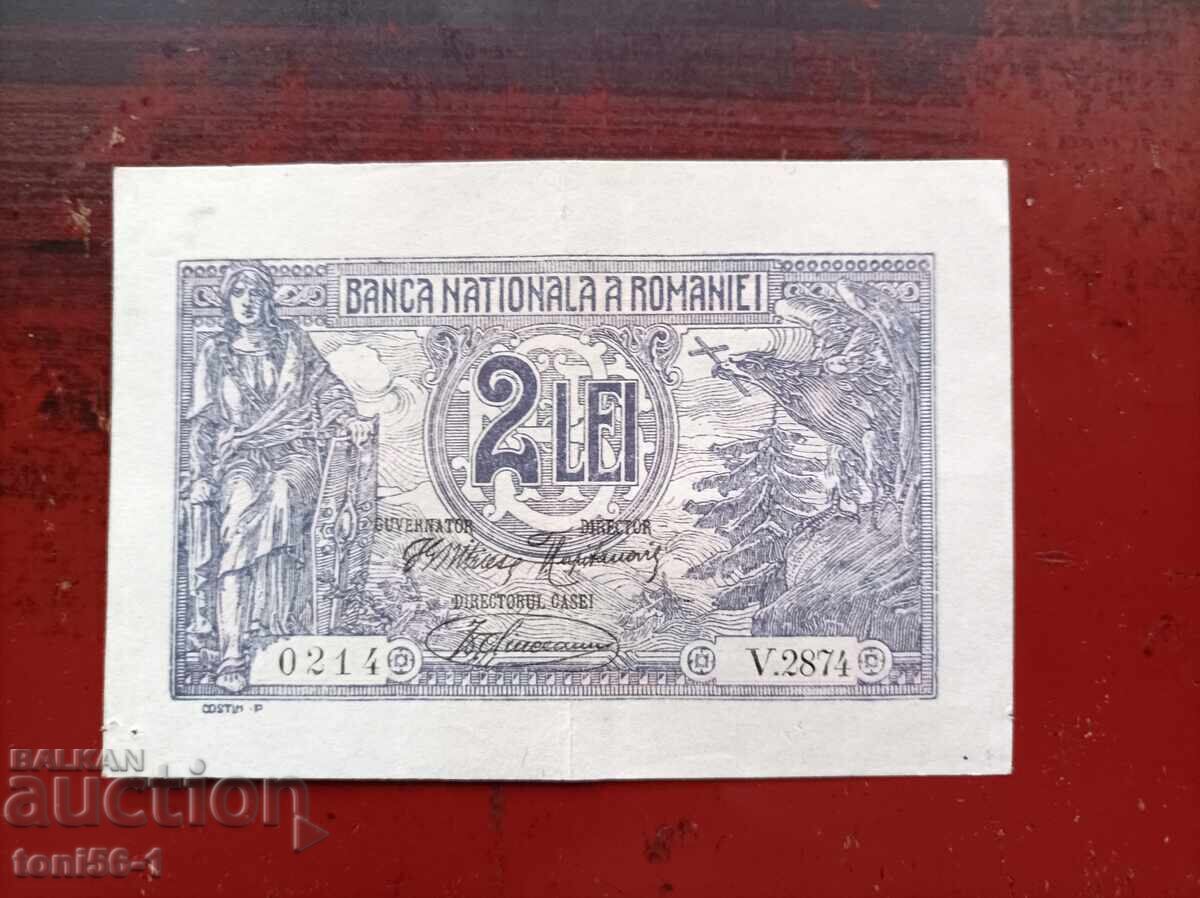 BANCA NATIONALA A ROMANIEI
2 LEI
GUVERNATOR DIRECTOR
DIRECTORUL CASEI
0214 V.2874
COSTIN P
BALKAN
auction
toni56-1